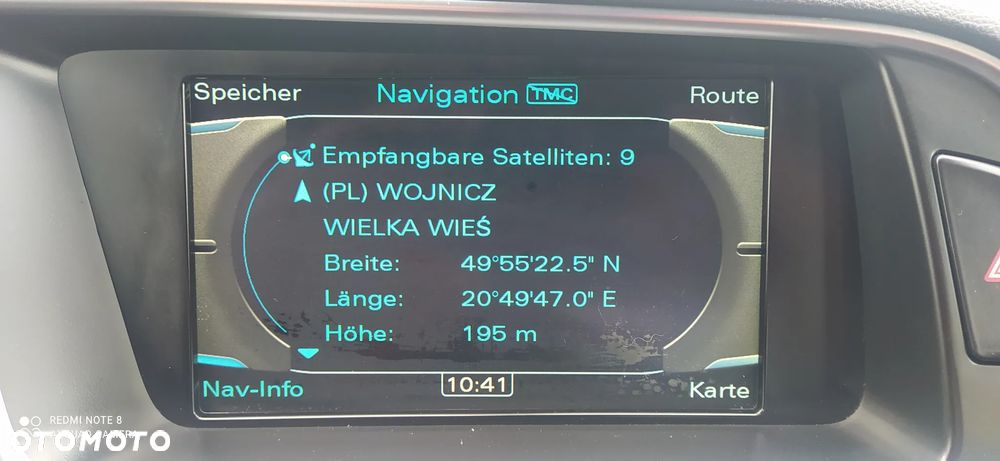 Speicher Navigation TMC Route
Empfangbare Satelliten: 9
(PL) WOJNICZ
WIELKA WIEŚ
Breite: 49°55'22.5" N
Länge: 20°49'47.0" E
Höhe: 195 m
Nav-Info 10:41 Karte
REDMI NOTE 8
OTOMOTO